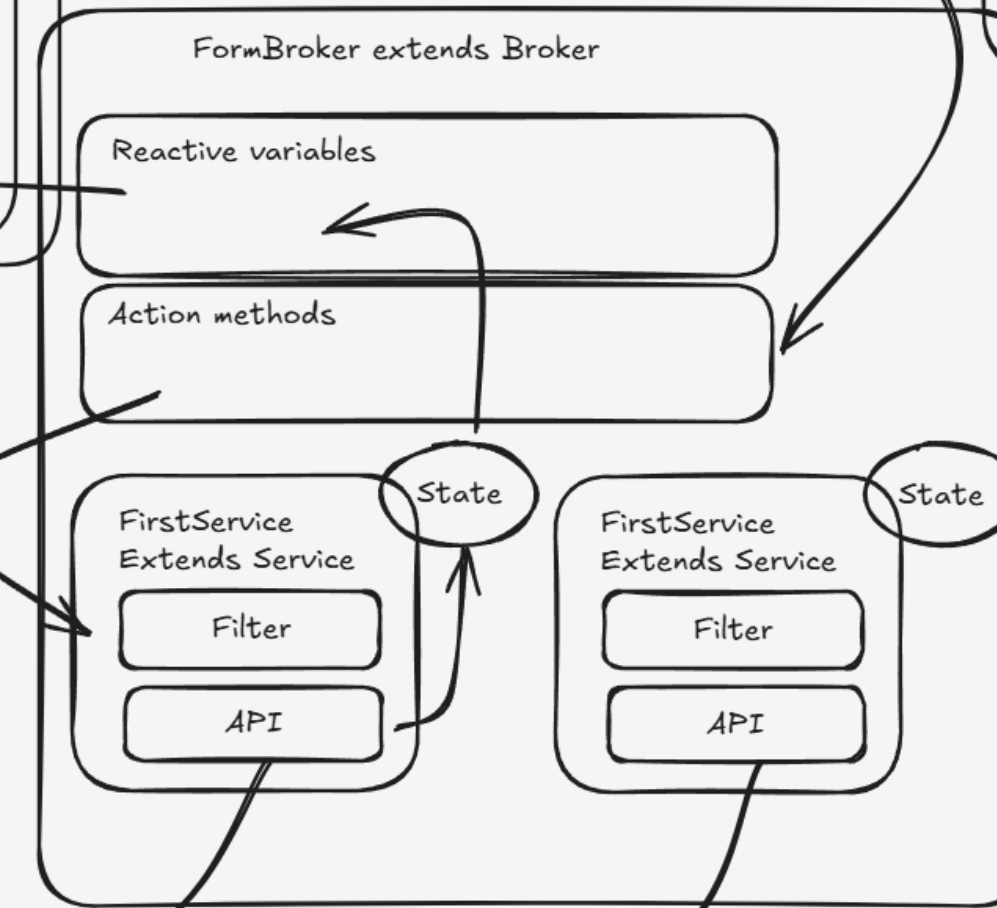 FormBroker extends Broker
Reactive variables
Action methods
State
FirstService
Extends Service
Filter
API
State
FirstService
Extends Service
Filter
API